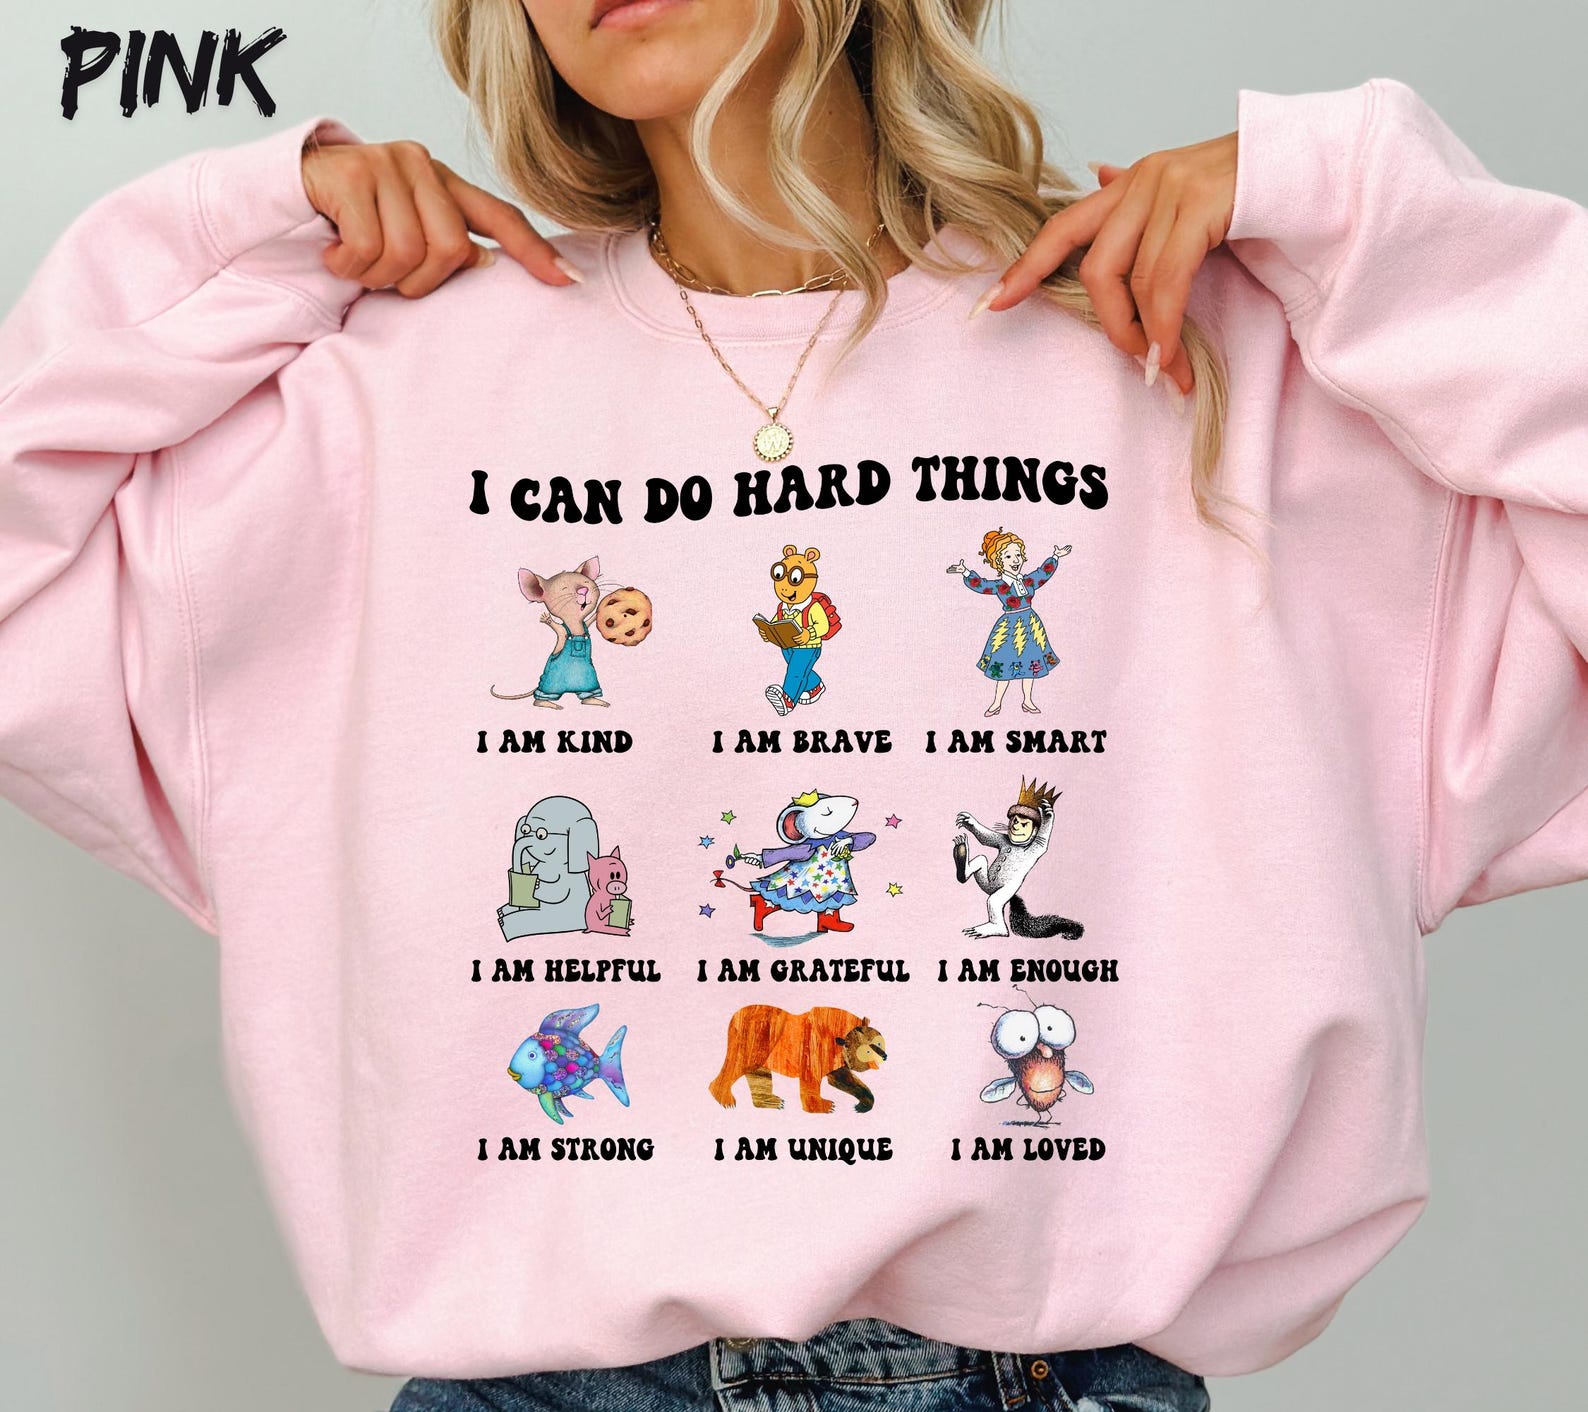 PINK
I CAN DO HARD THINGS
I AM KIND
I AM BRAVE
I AM SMART
I AM HELPFUL
I AM GRATEFUL
I AM ENOUGH
I AM STRONG
I AM UNIQUE
I AM LOVED